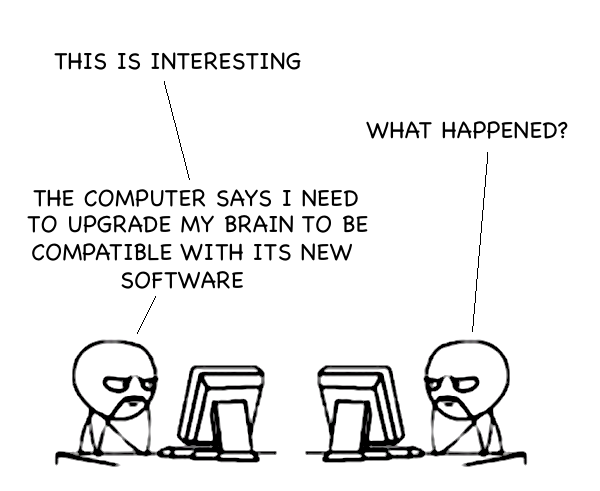 THIS IS INTERESTING
WHAT HAPPENED?
THE COMPUTER SAYS I NEED
TO UPGRADE MY BRAIN TO BE
COMPATIBLE WITH ITS NEW
SOFTWARE